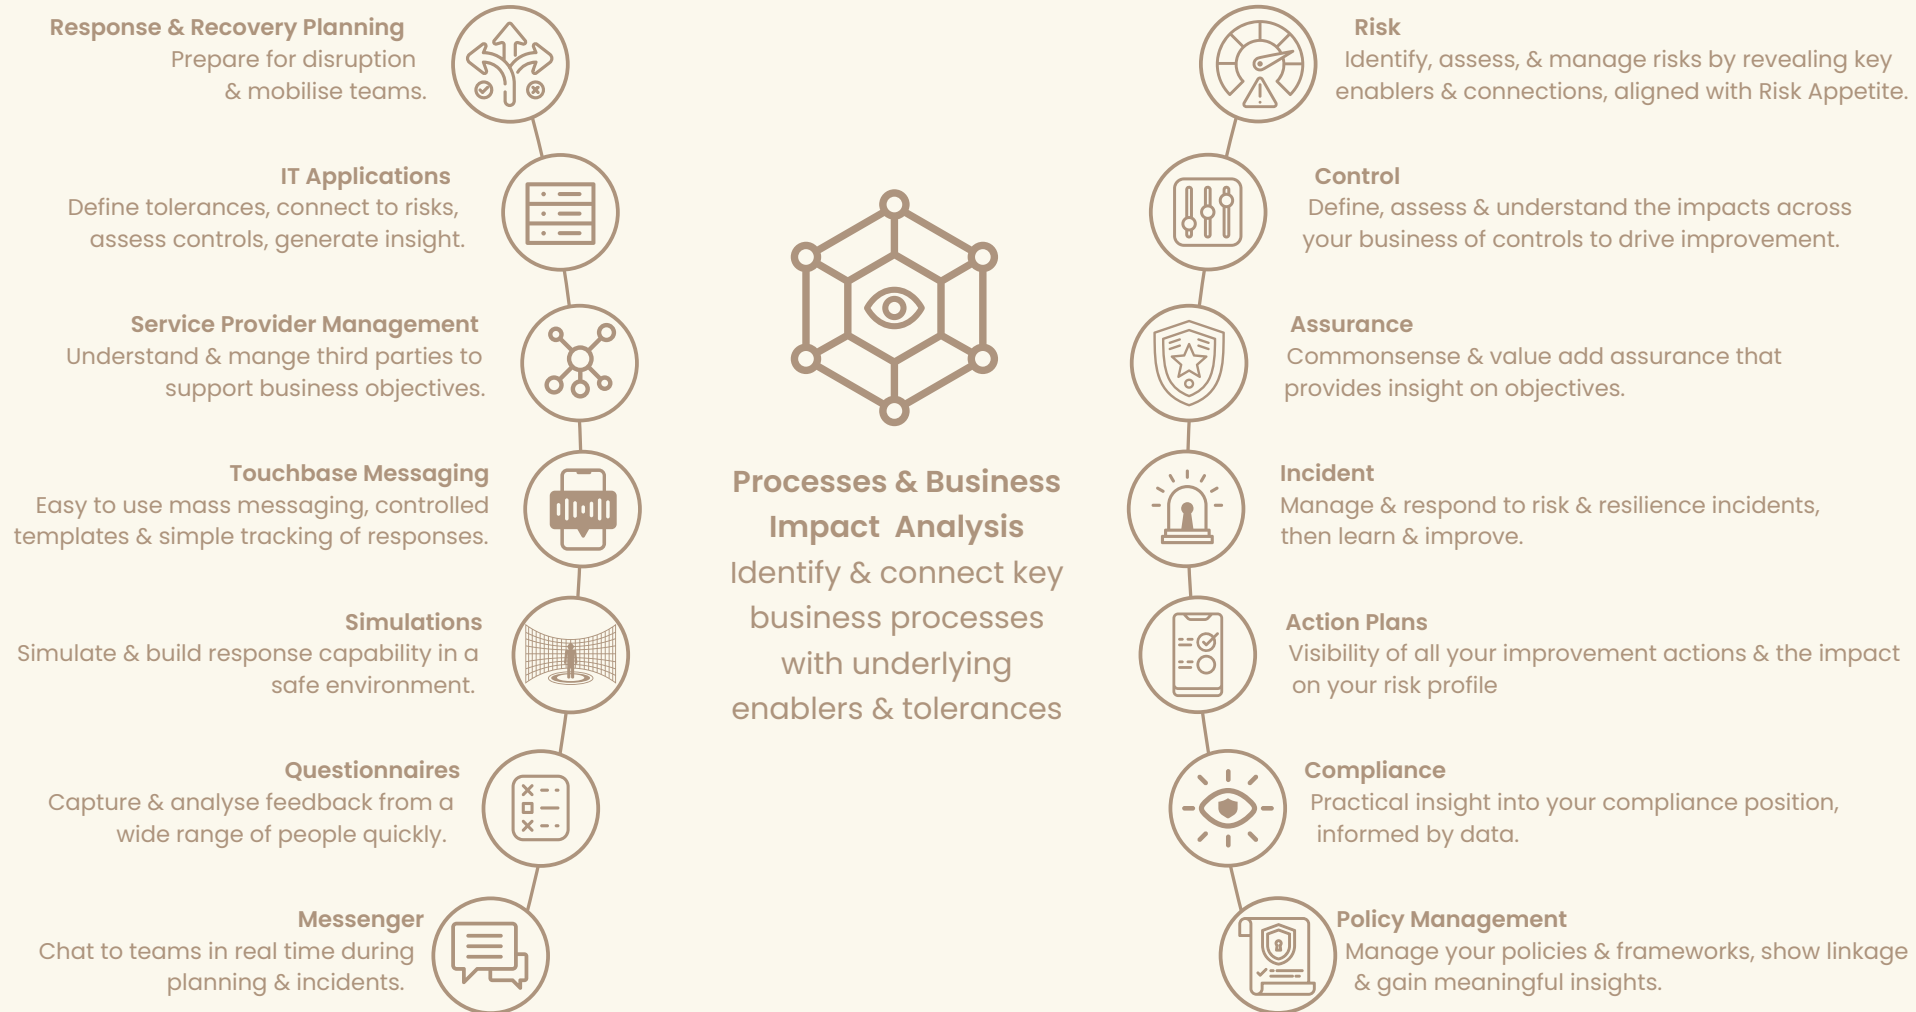 Response & Recovery Planning
Prepare for disruption
& mobilise teams.
IT Applications
Define tolerances, connect to risks,
assess controls, generate insight.
Service Provider Management
Understand & mange third parties to
support business objectives.
Touchbase Messaging
Easy to use mass messaging, controlled
templates & simple tracking of responses.
Simulations
Simulate & build response capability in a
safe environment.
Questionnaires
Capture & analyse feedback from a
wide range of people quickly.
Messenger
Chat to teams in real time during
planning & incidents.
Processes & Business
Impact Analysis
Identify & connect key
business processes
with underlying
enablers & tolerances
Risk
Identify, assess, & manage risks by revealing key
enablers & connections, aligned with Risk Appetite.
Control
Define, assess & understand the impacts across
your business of controls to drive improvement.
Assurance
Commonsense & value add assurance that
provides insight on objectives.
Incident
Manage & respond to risk & resilience incidents,
then learn & improve.
Action Plans
Visibility of all your improvement actions & the impact
on your risk profile
Compliance
Practical insight into your compliance position,
informed by data.
Policy Management
Manage your policies & frameworks, show linkage
& gain meaningful insights.